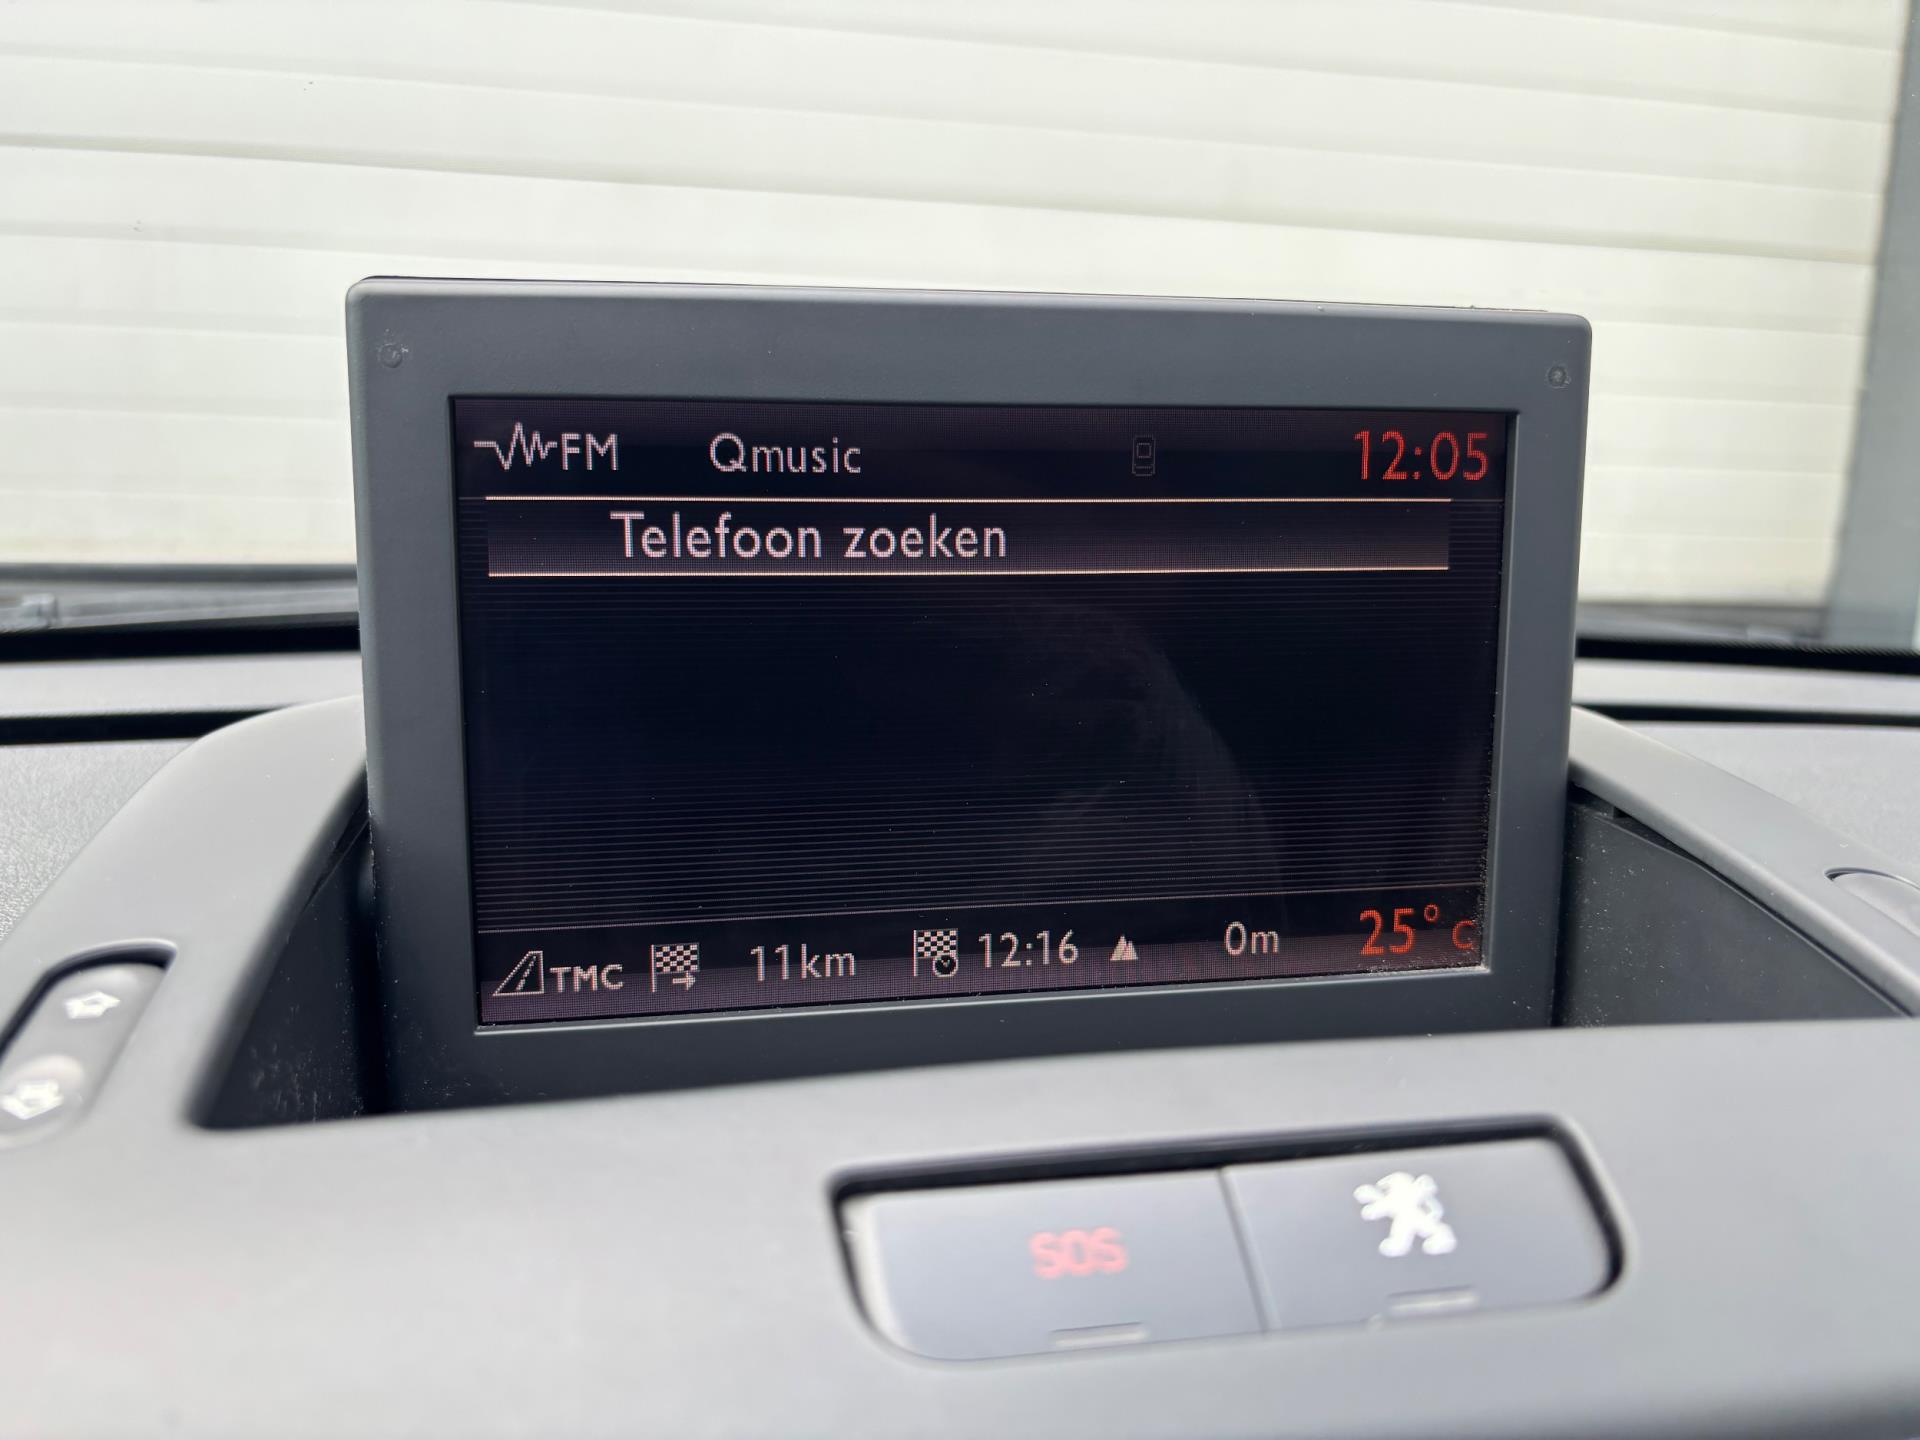 FM Qmusic 12:05
Telefoon zoeken
TMC 11km 12:16 0m 25° C
SOS